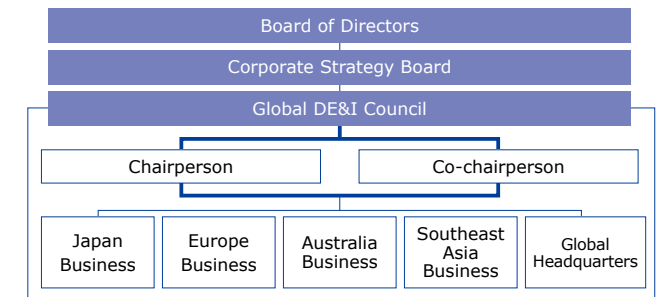 Board of Directors
Corporate Strategy Board
Global DE&I Council
Chairperson
Co-chairperson
Japan
Business
Europe
Business
Australia
Business
Southeast
Asia
Business
Global
Headquarters